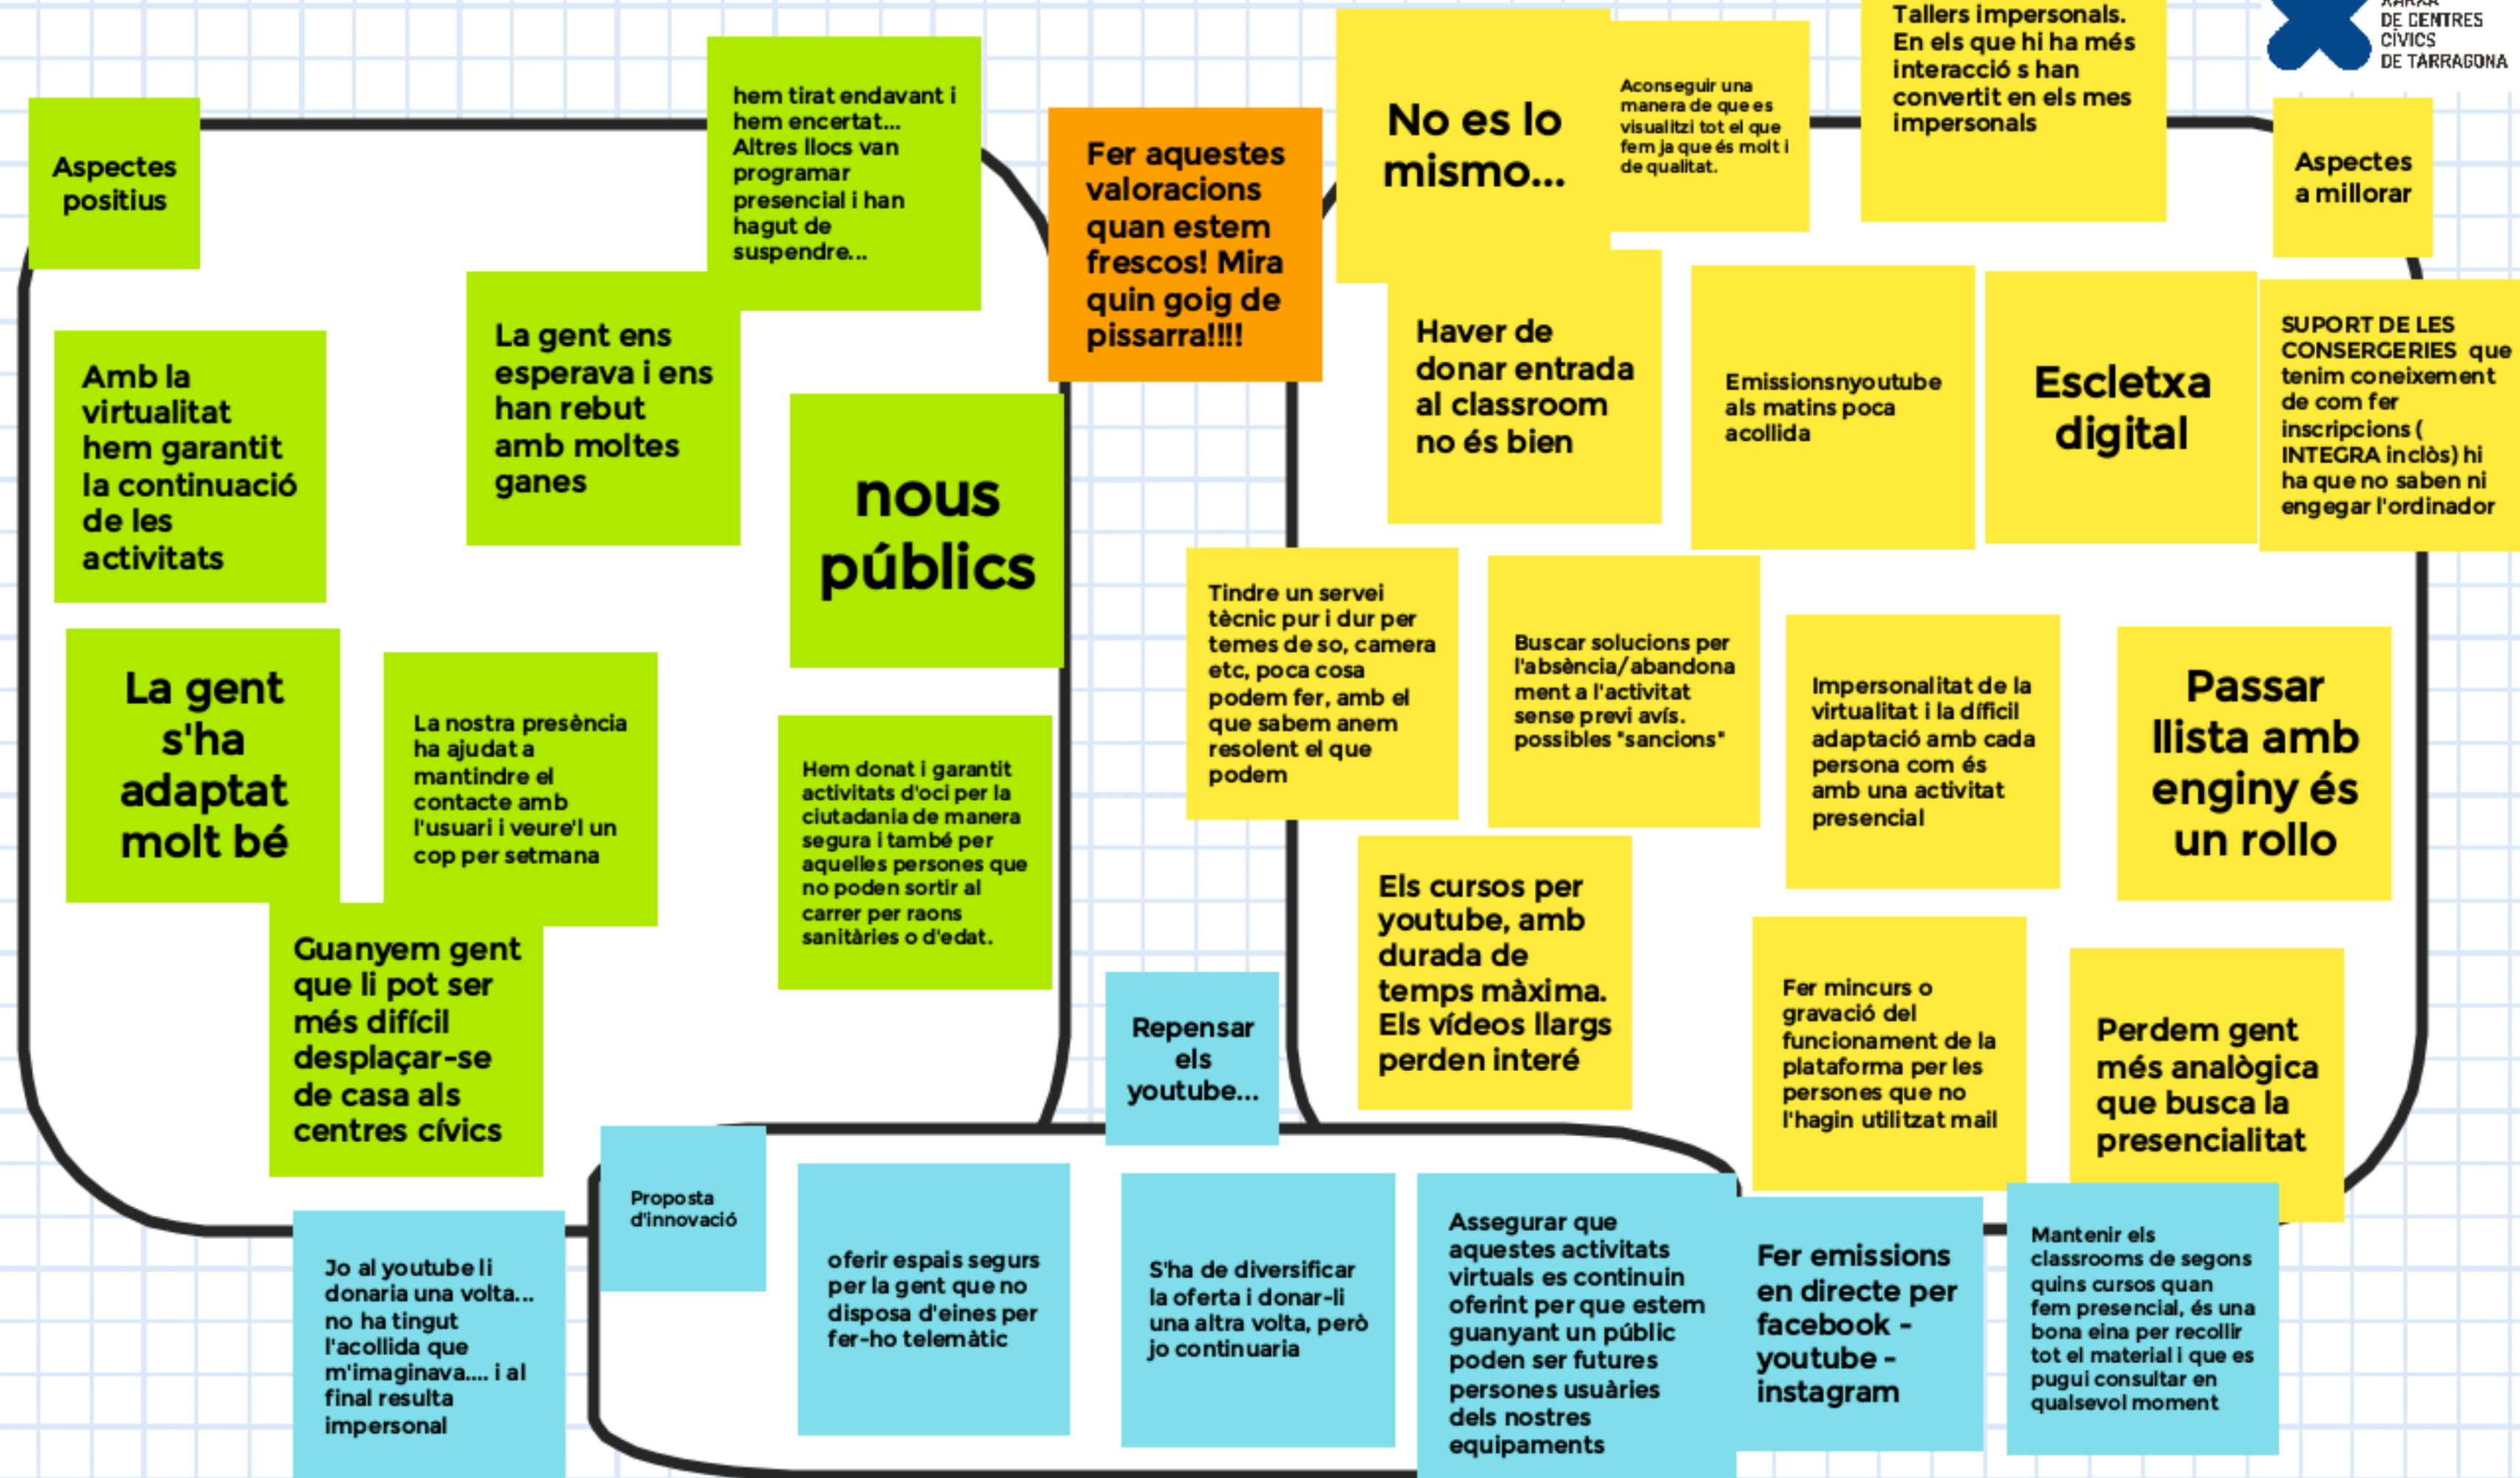 Aspectes
positius
hem tirat endavant i
hem encertat...
Altres llocs van
programar
presencial i han
hagut de
suspendre...
La gent ens
esperava i ens
han rebut
amb moltes
ganes
Amb la
virtualitat
hem garantit
la continuació
de les
activitats
nous
públics
La gent
s'ha
adaptat
molt bé
La nostra presència
ha ajudat a
mantindre el
contacte amb
l'usuari i veure'l un
cop per setmana
Hem donat i garantit
activitats d'oci per la
ciutadania de manera
segura i també per
aquelles persones que
no poden sortir al
carrer per raons
sanitàries o d'edat.
Guanyem gent
que li pot ser
més difícil
desplaçar-se
de casa als
centres cívics
Fer aquestes
valoracions
quan estem
frescos! Mira
quin goig de
pissarra!!!!
No es lo
mismo...
Aconseguir una
manera de que es
visualitzi tot el que
fem ja que és molt i
de qualitat.
Tallers impersonals.
En els que hi ha més
interacció s han
convertit en els mes
impersonals
XARXA
DE CENTRES
CÍVICS
DE TARRAGONA
Aspectes
a millorar
Haver de
donar entrada
al classroom
no és bien
Emissionsnyoutube
als matins poca
acollida
Escletxa
digital
SUPORT DE LES
CONSERGERIES que
tenim coneixement
de com fer
inscripcions (
INTEGRA inclòs) hi
ha que no saben ni
engegar l'ordinador
Tindre un servei
tècnic pur i dur per
temes de so, camera
etc, poca cosa
podem fer, amb el
que sabem anem
resolent el que
podem
Buscar solucions per
l'absència/abandona
ment a l'activitat
sense previ avís.
possibles "sancions"
Impersonalitat de la
virtualitat i la díficil
adaptació amb cada
persona com és
amb una activitat
presencial
Passar
llista amb
enginy és
un rollo
Els cursos per
youtube, amb
durada de
temps màxima.
Els vídeos llargs
perden interé
Fer mincurs o
gravació del
funcionament de la
plataforma per les
persones que no
l'hagin utilitzat mail
Perdem gent
més analògica
que busca la
presencialitat
Repensar
els
youtube...
Proposta
d'innovació
Jo al youtube li
donaria una volta...
no ha tingut
l'acollida que
m'imaginava.... i al
final resulta
impersonal
oferir espais segurs
per la gent que no
disposa d'eines per
fer-ho telemàtic
S'ha de diversificar
la oferta i donar-li
una altra volta, però
jo continuaria
Assegurar que
aquestes activitats
virtuals es continuin
oferint per que estem
guanyant un públic
poden ser futures
persones usuàries
dels nostres
equipaments
Fer emissions
en directe per
facebook -
youtube -
instagram
Mantenir els
classrooms de segons
quins cursos quan
fem presencial, és una
bona eina per recollir
tot el material i que es
pugui consultar en
qualsevol moment